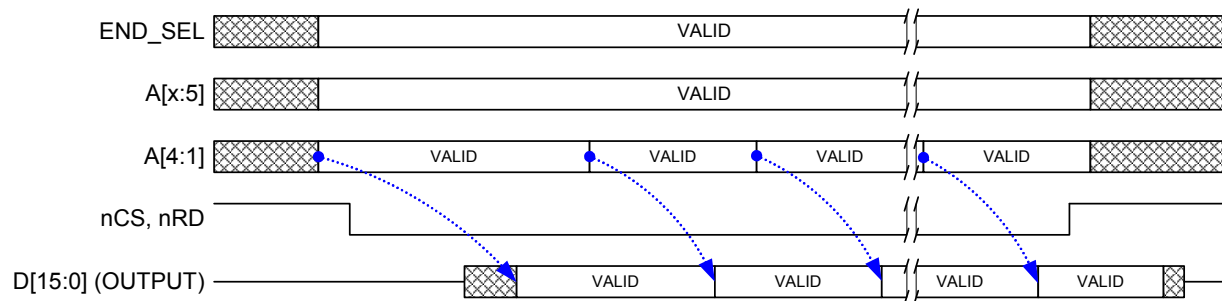 END_SEL VALID
A[x:5] VALID
A[4:1] VALID VALID VALID VALID
nCS, nRD
D[15:0] (OUTPUT) VALID VALID VALID VALID